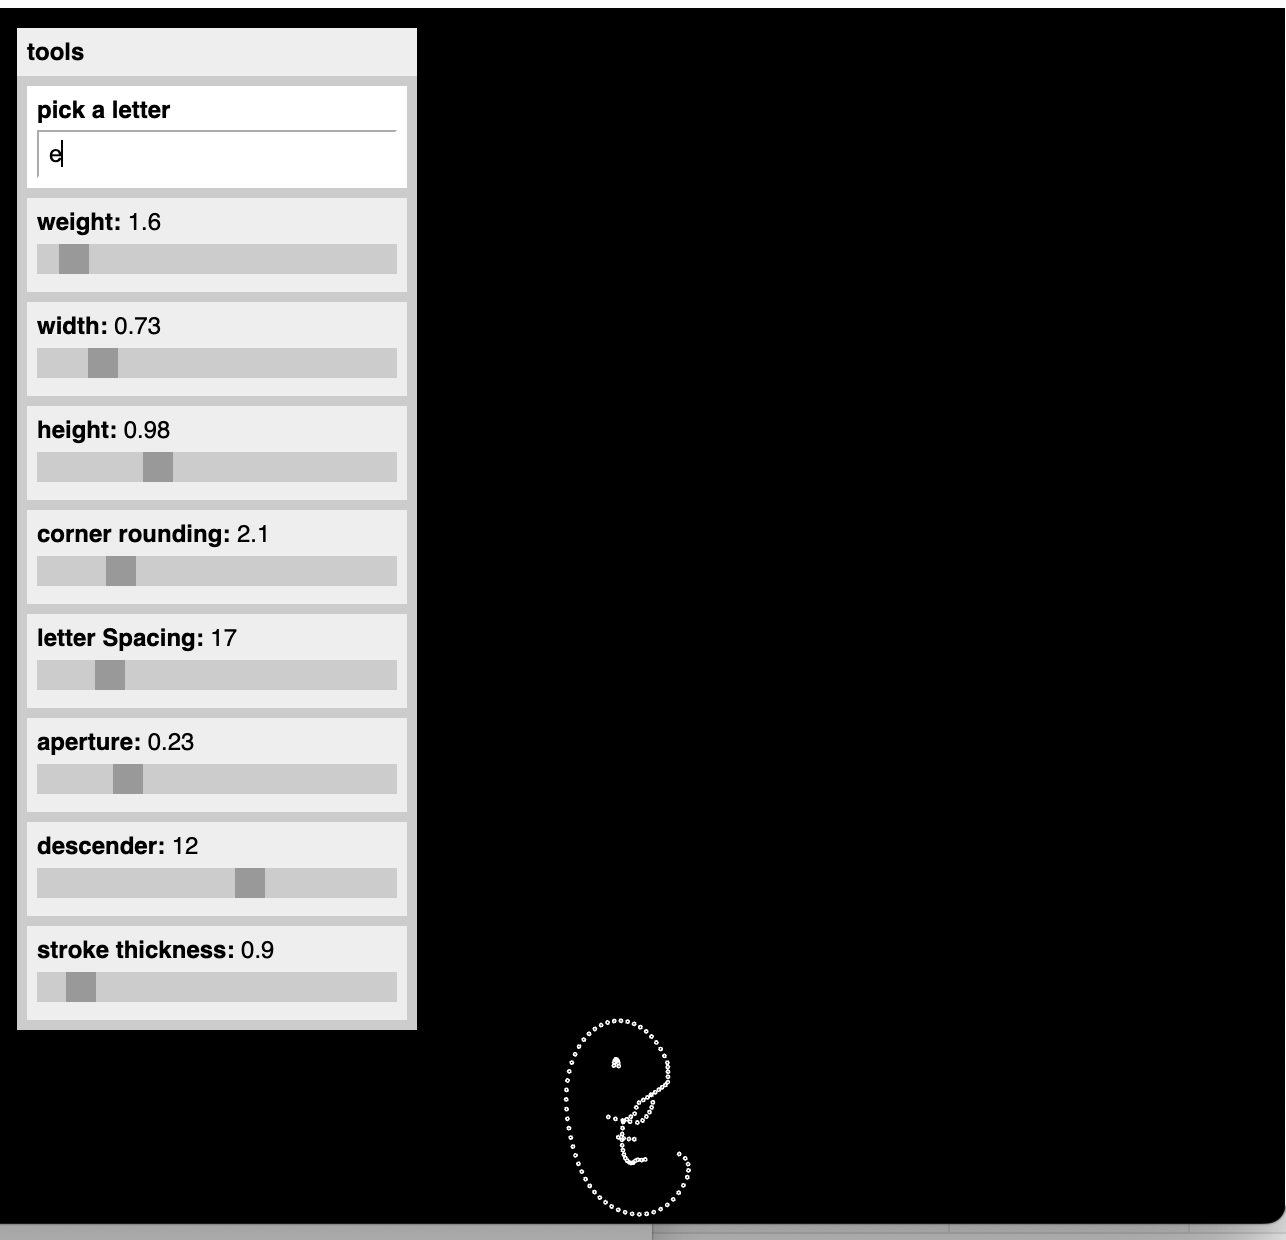 tools
pick a letter
e
weight: 1.6
width: 0.73
height: 0.98
corner rounding: 2.1
letter Spacing: 17
aperture: 0.23
descender: 12
stroke thickness: 0.9
e